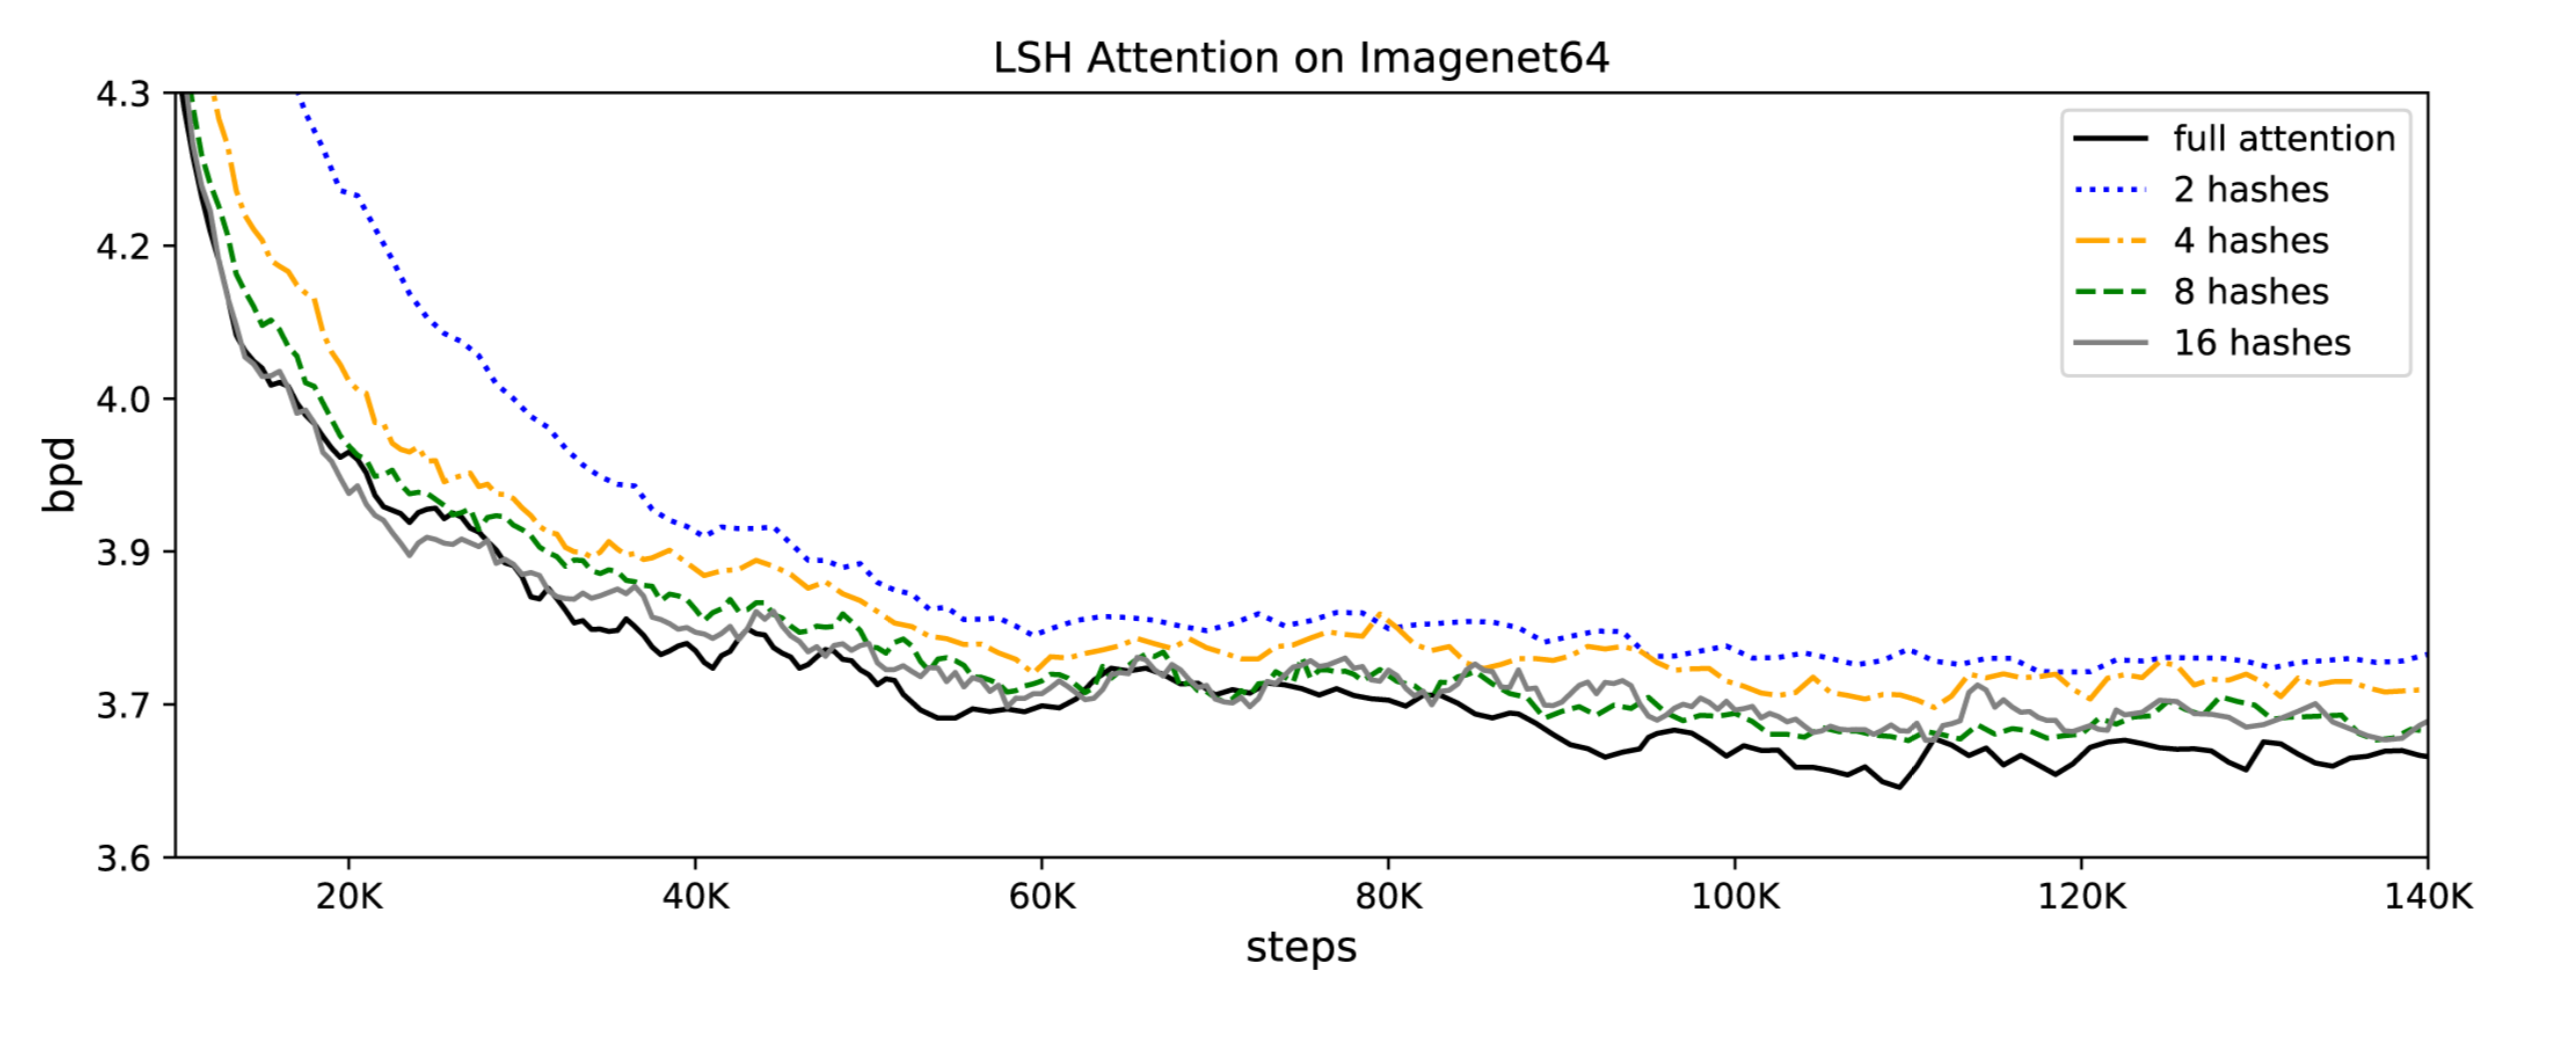 LSH Attention on Imagenet64
4.3
4.2
4.0
3.9
3.7
3.6
bpd
full attention
2 hashes
4 hashes
8 hashes
16 hashes
20K 40K 60K 80K 100K 120K 140K
steps